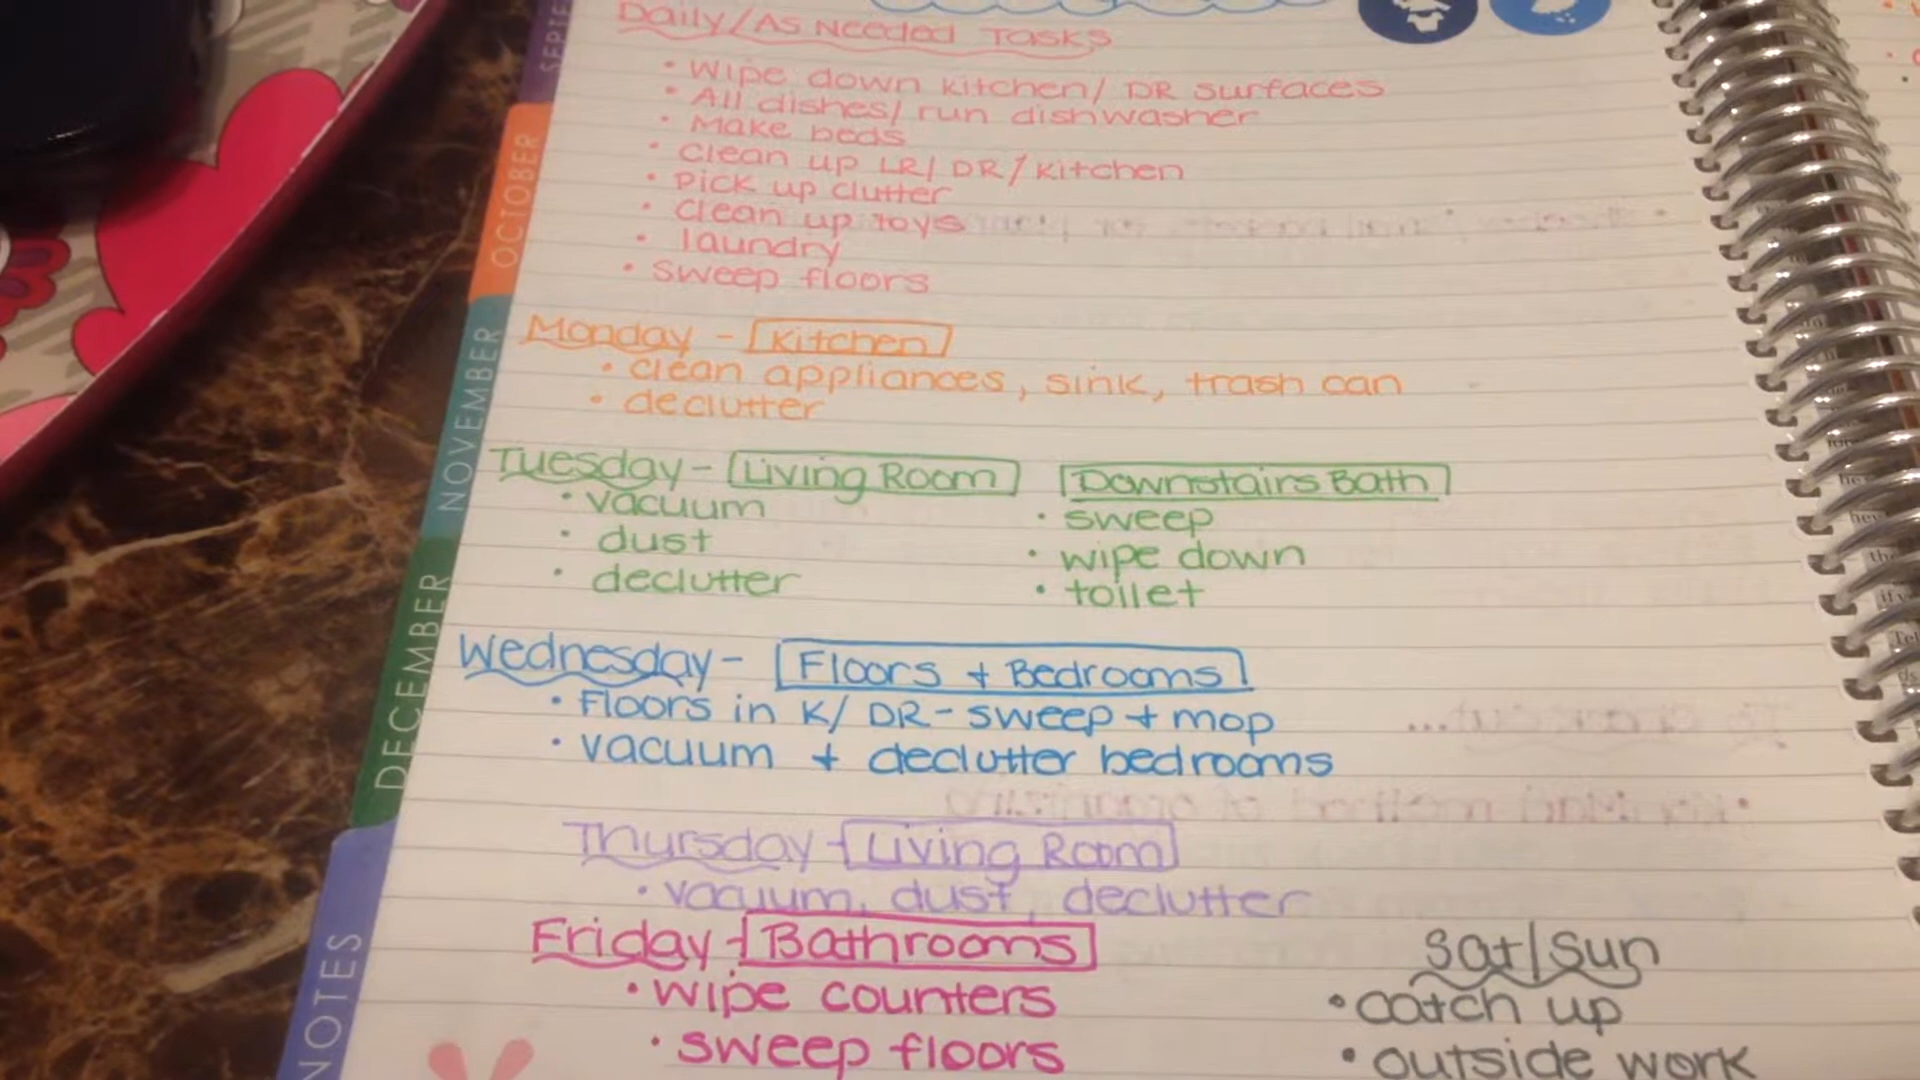 Daily/As Needed Tasks
• Wipe down kitchen/ DR surfaces
• All dishes/ run dishwasher
• Make beds
• clean up LR/ DR/ kitchen
• Pick up clutter
• clean up toys
• laundry
• sweep floors
Monday - Kitchen
• clean appliances, sink, trash can
• declutter
Tuesday - Living Room
• vacuum
• dust
• declutter
Downstairs Bath
• sweep
• wipe down
• toilet
Wednesday - Floors + Bedrooms
• Floors in K/ DR - sweep + mop
• vacuum + declutter bedrooms
Thursday - Living Room
• vacuum, dust, declutter
Friday - Bathrooms
• wipe counters
• sweep floors
Sat/Sun
• catch up
• outside work
OCTOBER
NOVEMBER
DECEMBER
NOTES